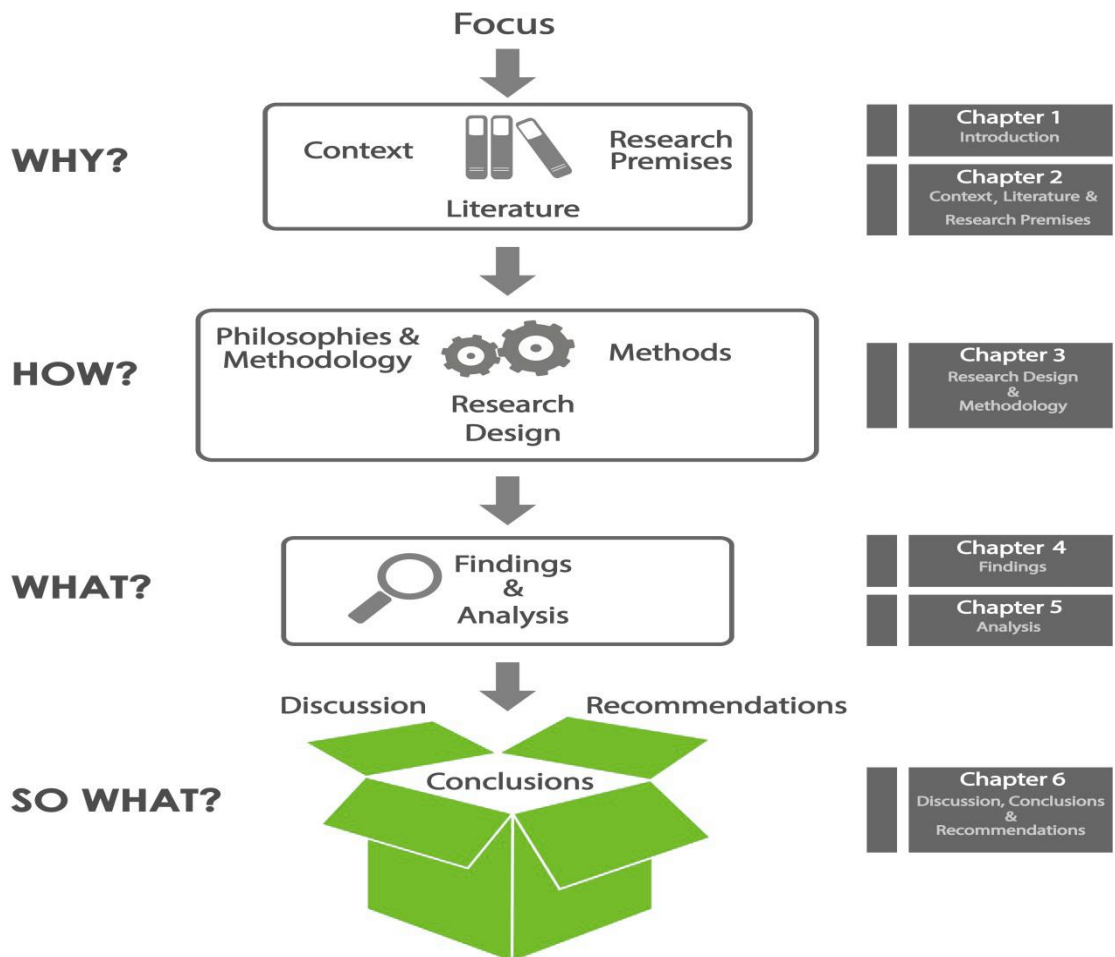 Focus
WHY?
Context
Research
Premises
Literature
Chapter 1
Introduction
Chapter 2
Context, Literature &
Research Premises
HOW?
Philosophies &
Methodology
Methods
Research
Design
Chapter 3
Research Design
&
Methodology
WHAT?
Findings
&
Analysis
Chapter 4
Findings
Chapter 5
Analysis
SO WHAT?
Discussion
Recommendations
Conclusions
Chapter 6
Discussion, Conclusions
&
Recommendations